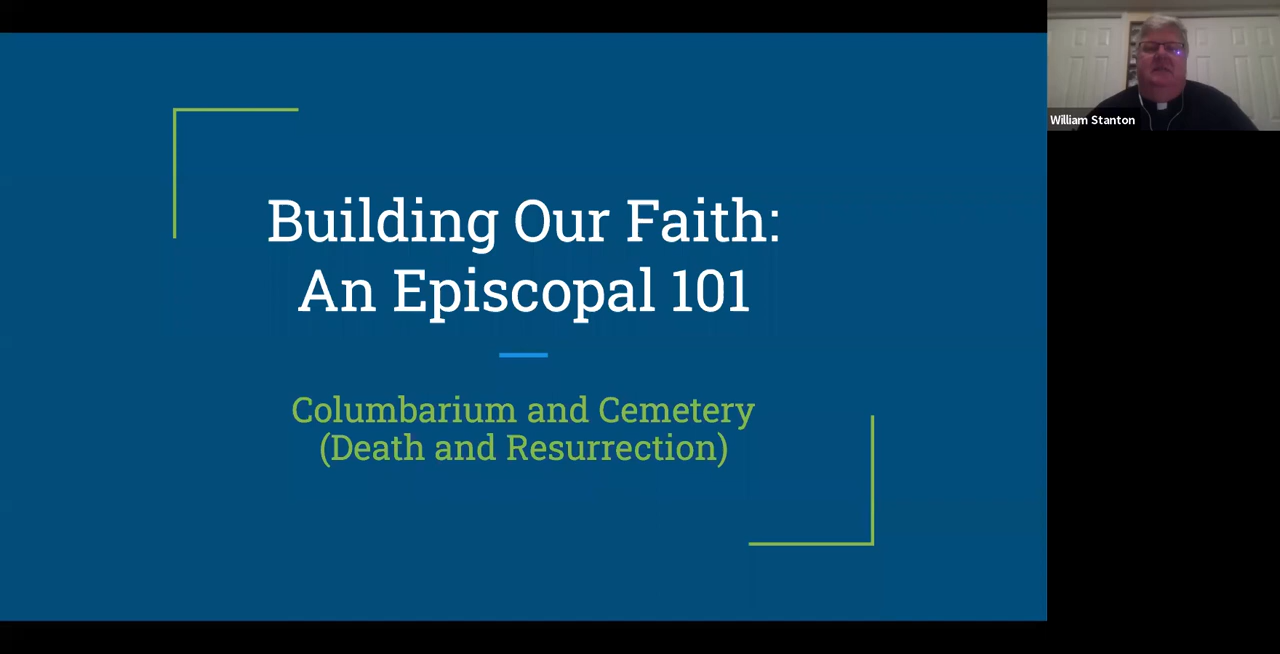 Building Our Faith:
An Episcopal 101
Columbarium and Cemetery
(Death and Resurrection)
William Stanton